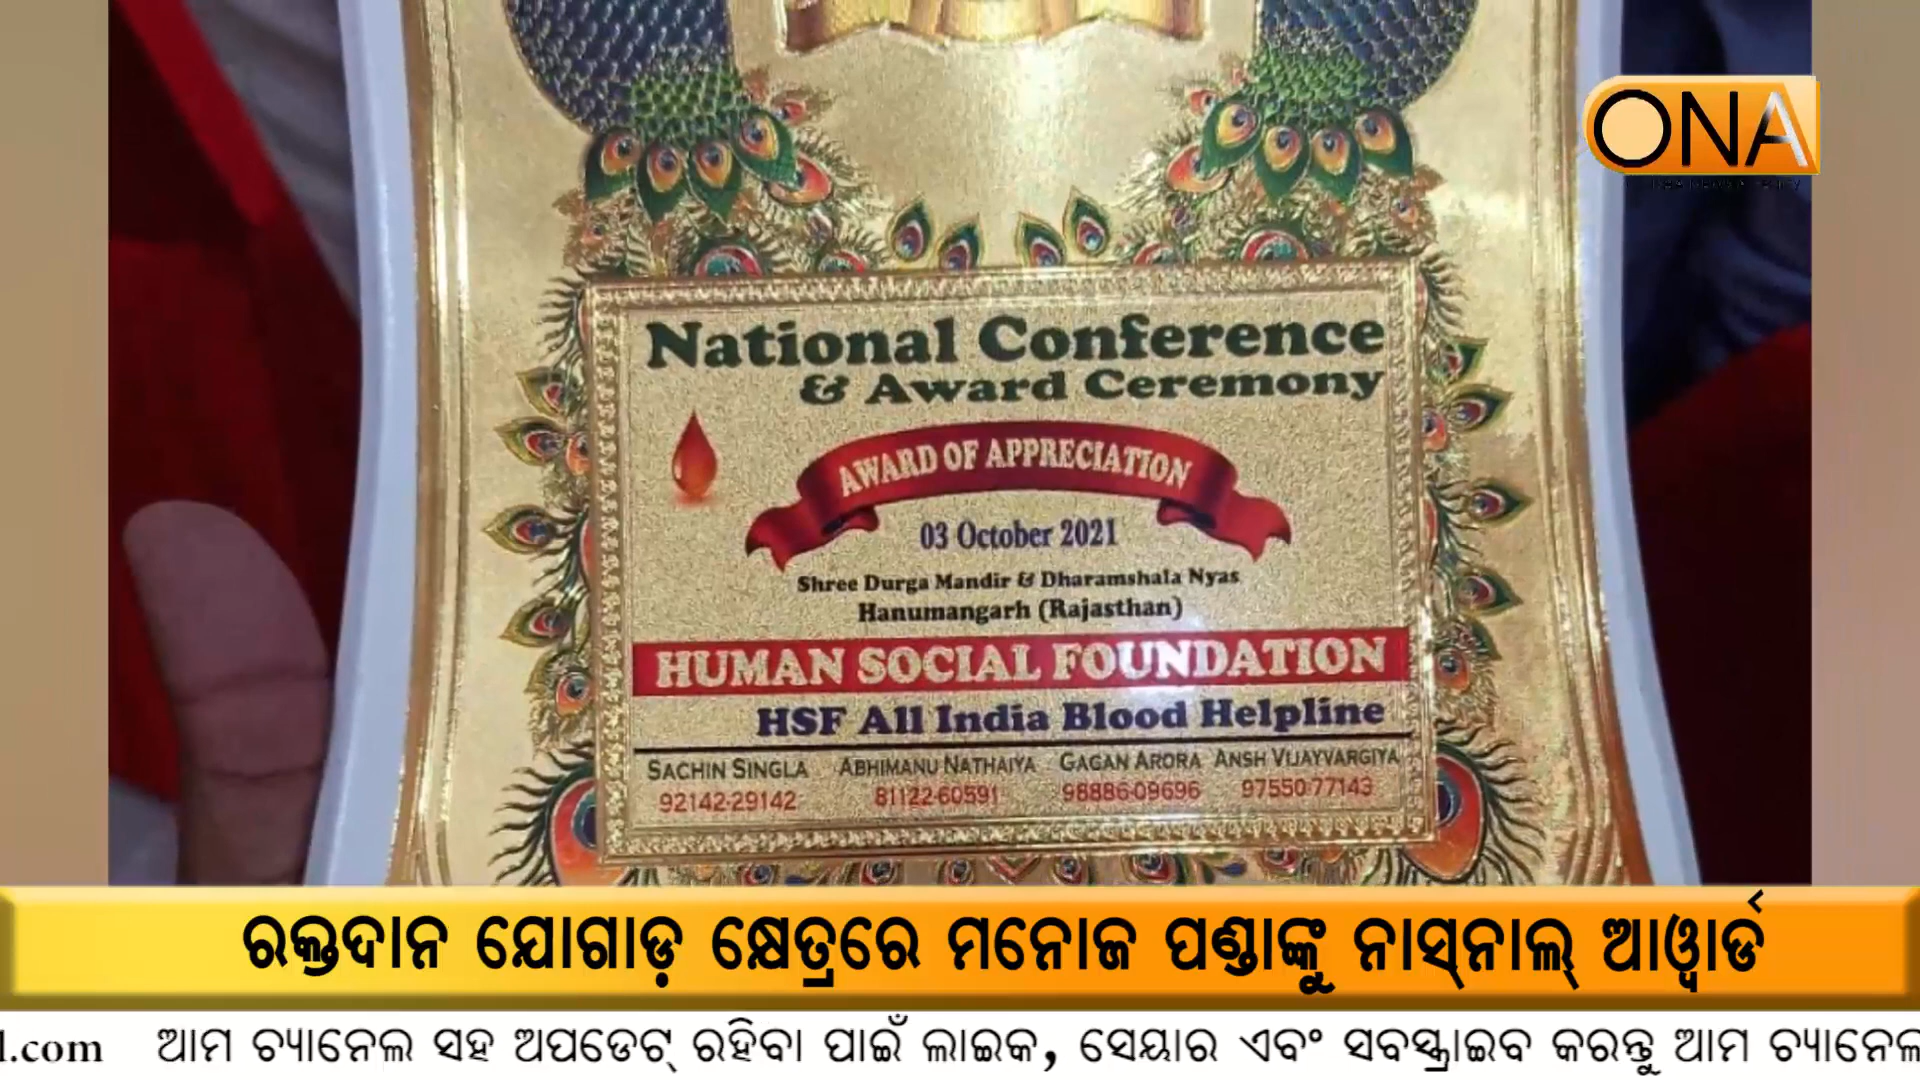 ONA
National Conference
& Award Ceremony
AWARD OF APPRECIATION
03 October 2021
Shree Durga Mandir & Dharamshala Nyas
Hanumangarh (Rajasthan)
HUMAN SOCIAL FOUNDATION
HSF All India Blood Helpline
SACHIN SINGLA ABHIMANU NATHAIYA GAGAN ARORA ANSH VIJAYVARGIYA
92142-29142 81122-60591 98886-09696 97550-77143
ରକ୍ତଦାନ ଯୋଗାଡ଼ କ୍ଷେତ୍ରରେ ମନୋଜ ପଣ୍ଡାଙ୍କୁ ନାସ୍‌ନାଲ୍ ଆୱାର୍ଡ
l.com ଆମ ଚ୍ୟାନେଲ ସହ ଅପଡେଟ୍ ରହିବା ପାଇଁ ଲାଇକ, ସେୟାର ଏବଂ ସବସ୍କ୍ରାଇବ କରନ୍ତୁ ଆମ ଚ୍ୟାନେଲ